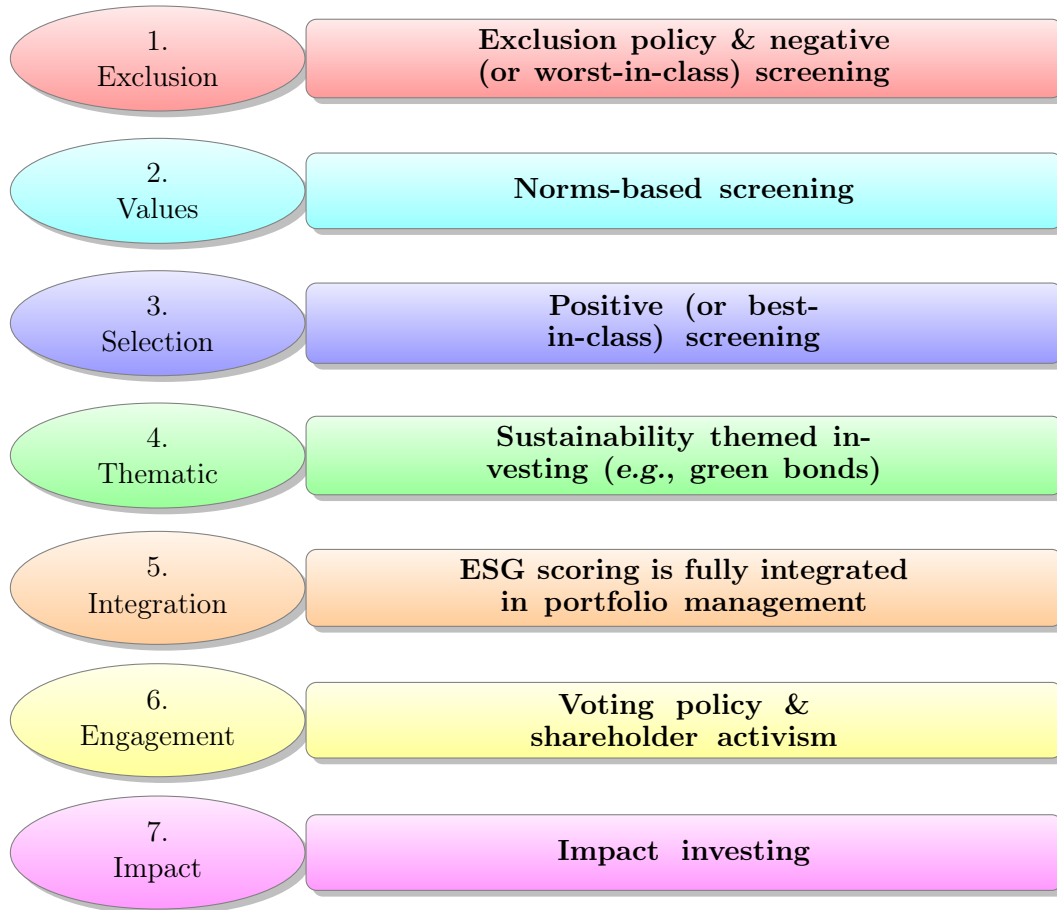 1.
Exclusion
Exclusion policy & negative
(or worst-in-class) screening
2.
Values
Norms-based screening
3.
Selection
Positive (or best-
in-class) screening
4.
Thematic
Sustainability themed in-
vesting (e.g., green bonds)
5.
Integration
ESG scoring is fully integrated
in portfolio management
6.
Engagement
Voting policy &
shareholder activism
7.
Impact
Impact investing